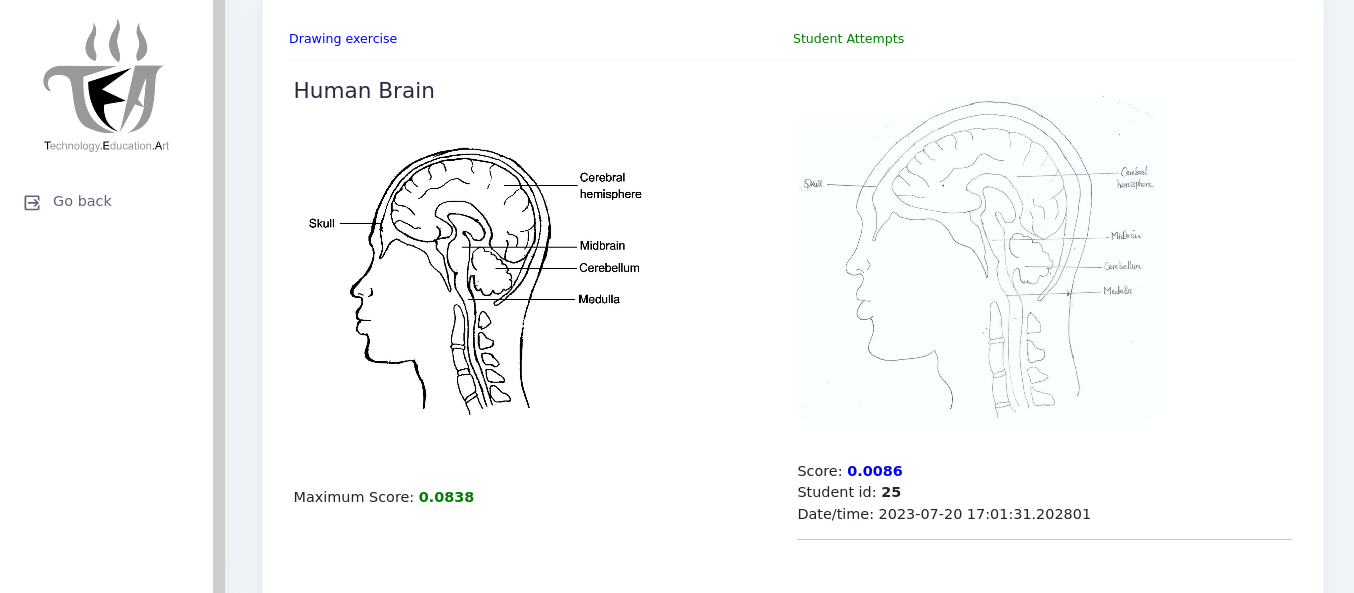 Technology.Education.Art
Go back
Drawing exercise
Student Attempts
Human Brain
Skull
Cerebral
hemisphere
Midbrain
Cerebellum
Medulla
Maximum Score: 0.0838
Skull
Cerebral
hemisphere
Midbrain
Cerebellum
Medulla
Score: 0.0086
Student id: 25
Date/time: 2023-07-20 17:01:31.202801